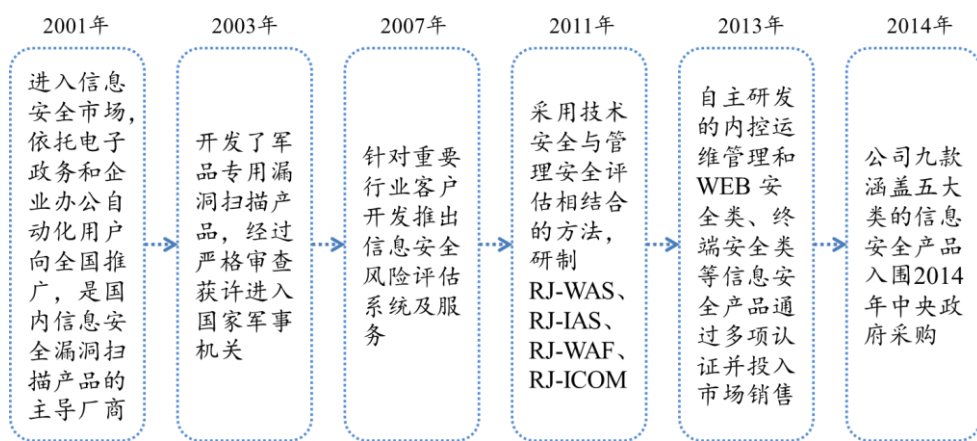 2001年
进入信息
安全市场，
依托电子
政务和企
业办公自
动化用户
向全国推
广，是国
内信息安
全漏洞扫
描产品的
主导厂商
2003年
开发了军
品专用漏
洞扫描产
品，经过
严格审查
获许进入
国家军事
机关
2007年
针对重要
行业客户
开发推出
信息安全
风险评估
系统及服
务
2011年
采用技术
安全与管
理安全评
估相结合
的方法，
研制
RJ-WAS、
RJ-IAS、
RJ-WAF、
RJ-ICOM
2013年
自主研发
的内控运
维管理和
WEB 安
全类、终
端安全类
等信息安
全产品通
过多项认
证并投入
市场销售
2014年
公司九款
涵盖五大
类的信息
安全产品
入围2014
年中央政
府采购